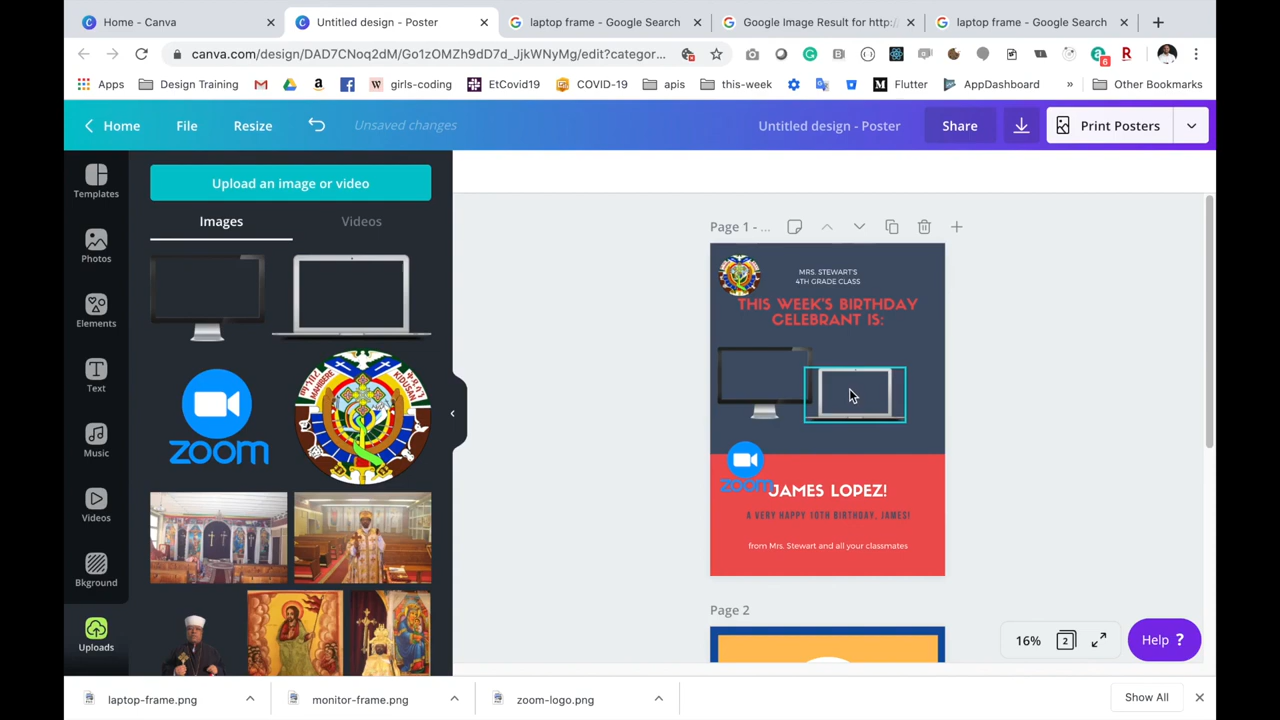 Home - Canva
Untitled design - Poster
laptop frame - Google Search
Google Image Result for http:/
laptop frame - Google Search
canva.com/design/DAD7CNoq2dM/Go1zOMZh9dD7d_JjkWNyMg/edit?categor...
6
Apps
Design Training
girls-coding
EtCovid19
COVID-19
apis
this-week
Flutter
AppDashboard
»
Other Bookmarks
Home
File
Resize
Unsaved changes
Untitled design - Poster
Share
Print Posters
Templates
Photos
Elements
Text
Music
Videos
Bkground
Uploads
Upload an image or video
Images
Videos
zoom
Page 1 - ...
MRS. STEWART'S
4TH GRADE CLASS
THIS WEEK'S BIRTHDAY
CELEBRANT IS:
zoom
JAMES LOPEZ!
A VERY HAPPY 10TH BIRTHDAY, JAMES!
from Mrs. Stewart and all your classmates
Page 2
16%
2
Help ?
laptop-frame.png
monitor-frame.png
zoom-logo.png
Show All